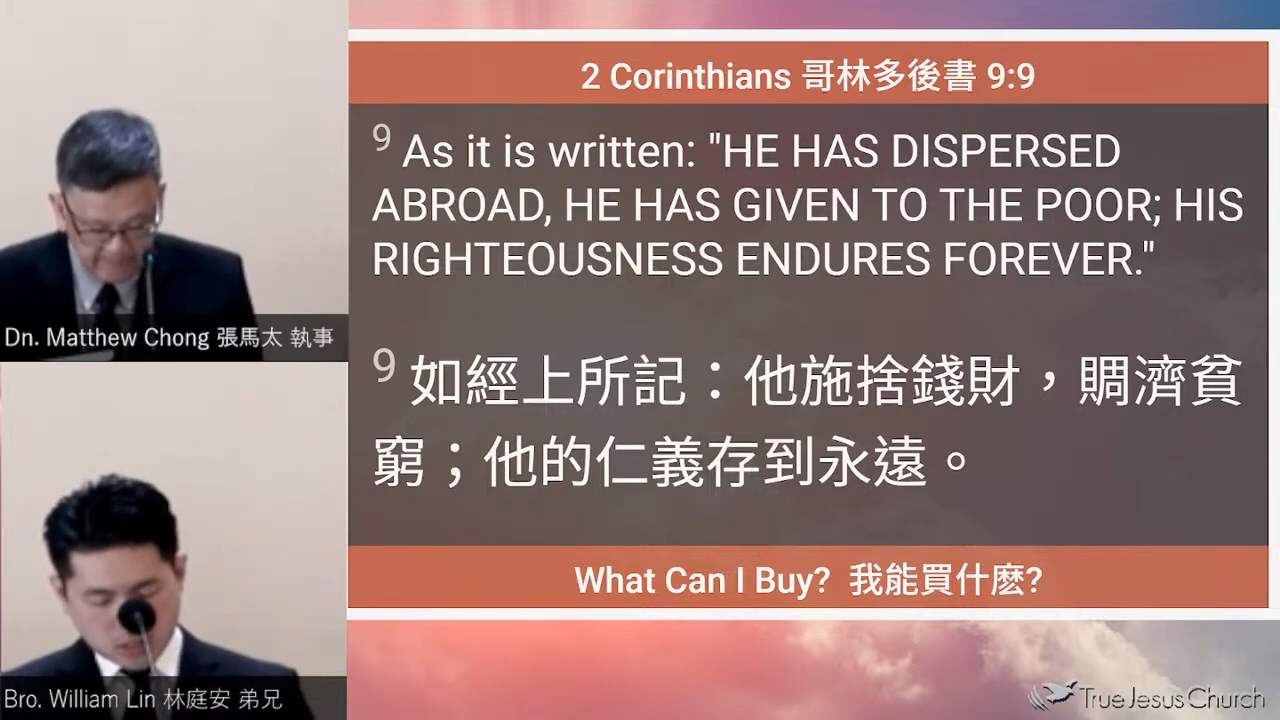 2 Corinthians 哥林多後書 9:9
9 As it is written: "HE HAS DISPERSED
ABROAD, HE HAS GIVEN TO THE POOR; HIS
RIGHTEOUSNESS ENDURES FOREVER."
9 如經上所記：他施捨錢財，賙濟貧
窮；他的仁義存到永遠。
What Can I Buy? 我能買什麽?
Dn. Matthew Chong 張馬太 執事
Bro. William Lin 林庭安 弟兄
True Jesus Church